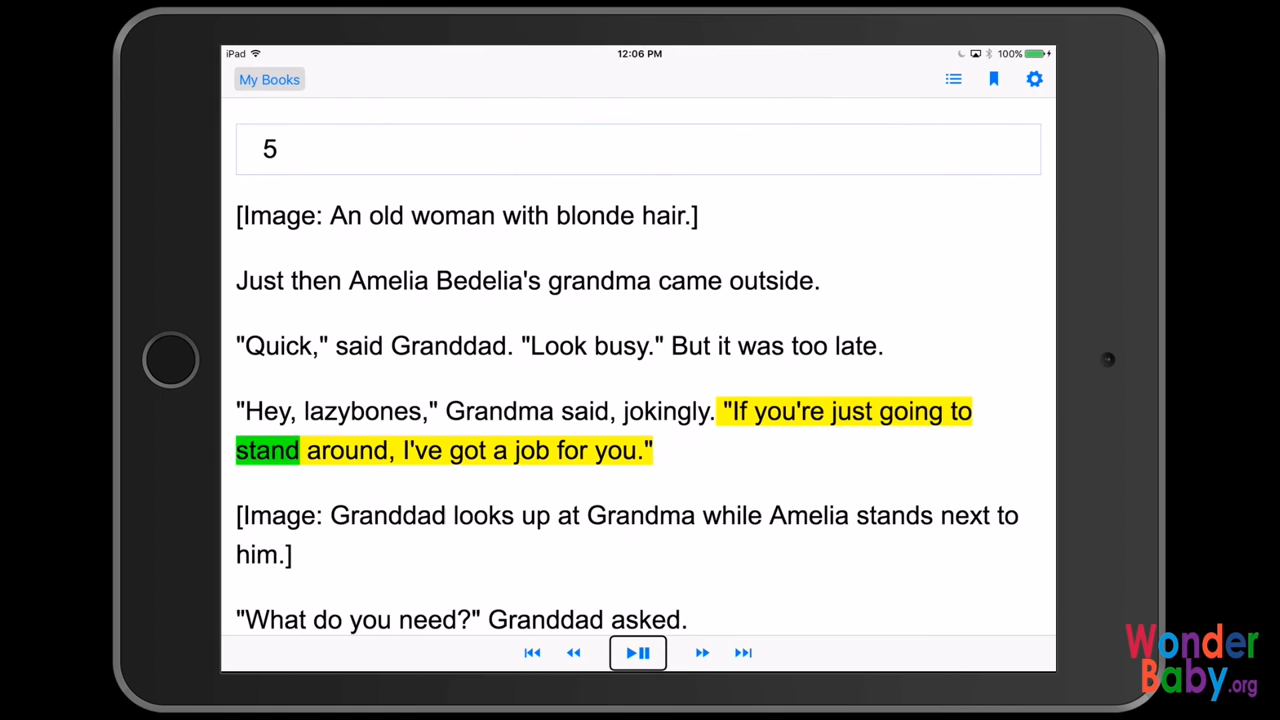 iPad 12:06 PM 100%
My Books
5
[Image: An old woman with blonde hair.]
Just then Amelia Bedelia's grandma came outside.
"Quick," said Granddad. "Look busy." But it was too late.
"Hey, lazybones," Grandma said, jokingly. "If you're just going to
stand around, I've got a job for you."
[Image: Granddad looks up at Grandma while Amelia stands next to
him.]
"What do you need?" Granddad asked.
Wonder
Baby.org